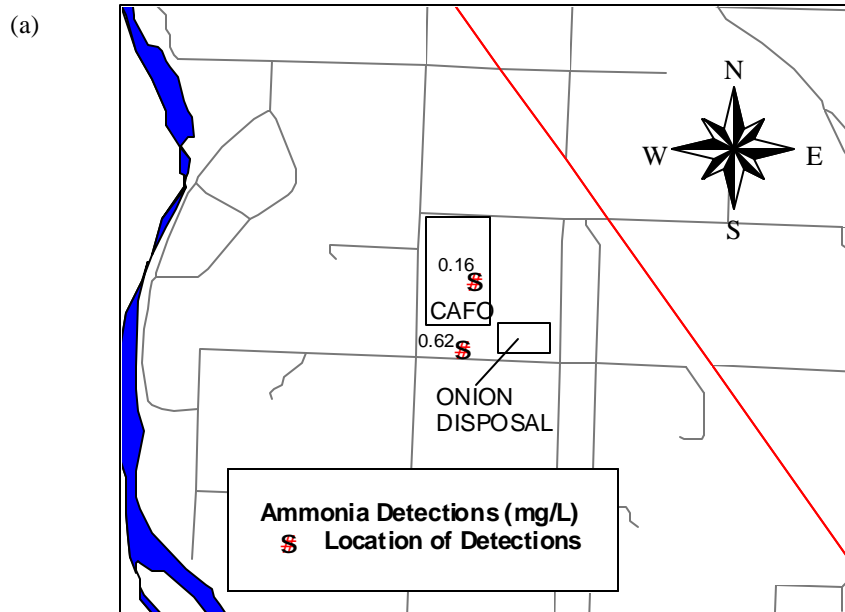 (a)
N
W
E
S
0.16
CAFO
0.62
ONION
DISPOSAL
Ammonia Detections (mg/L)
Location of Detections